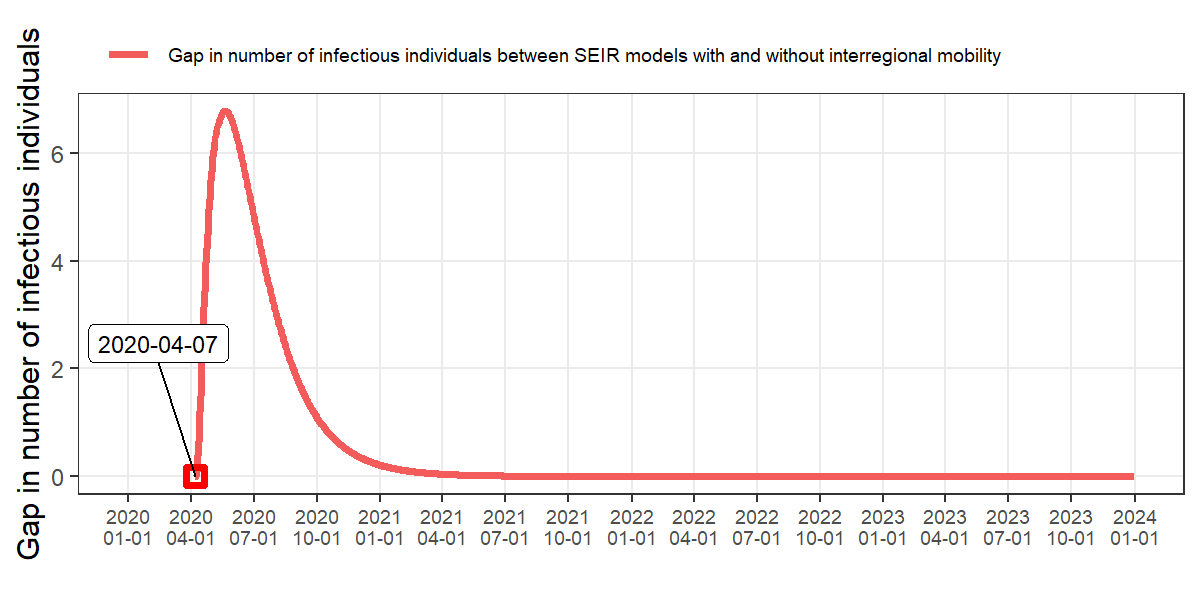 Gap in number of infectious individuals between SEIR models with and without interregional mobility
Gap in number of infectious individuals
6
4
2
0
2020-04-07
2020 2020 2020 2020 2021 2021 2021 2021 2022 2022 2022 2022 2023 2023 2023 2023 2024
01-01 04-01 07-01 10-01 01-01 04-01 07-01 10-01 01-01 04-01 07-01 10-01 01-01 04-01 07-01 10-01 01-01